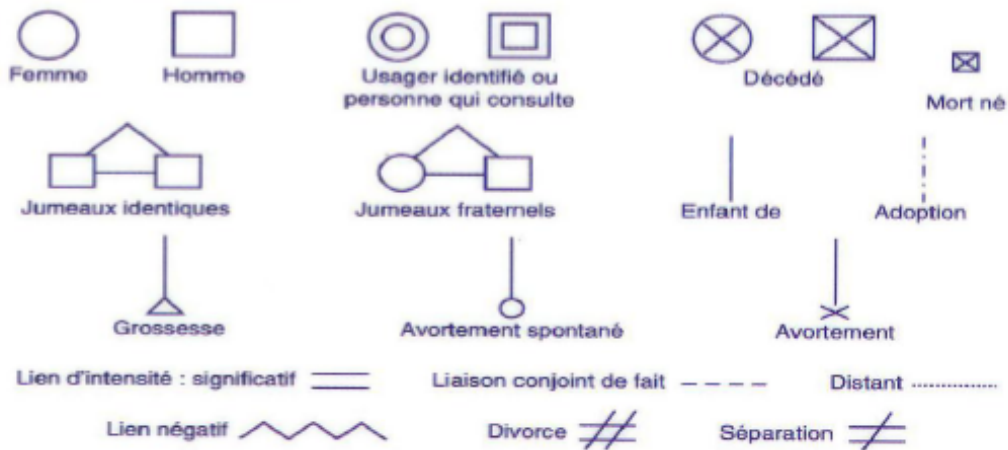 Femme Homme Usager identifié ou Décédé
personne qui consulte Mort né
Jumeaux identiques Jumeaux fraternels Enfant de Adoption
Grossesse Avortement spontané Avortement
Lien d'intensité : significatif Liaison conjoint de fait Distant
Lien négatif Divorce Séparation